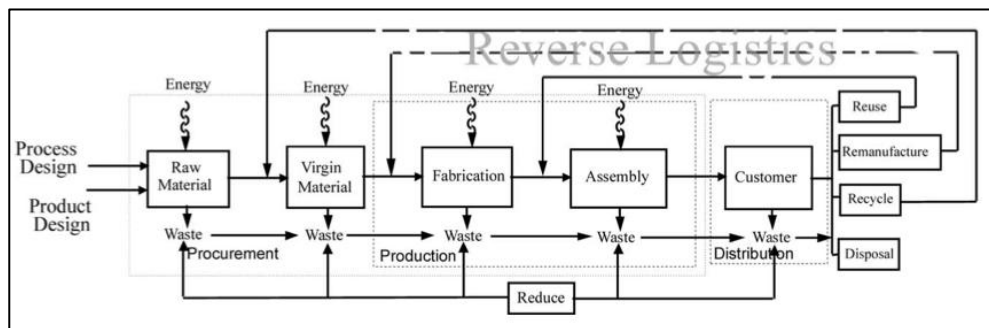 Reverse Logistics
Energy
Energy
Energy
Energy
Process
Design
Product
Design
Raw
Material
Virgin
Material
Fabrication
Assembly
Customer
Reuse
Remanufacture
Recycle
Disposal
Waste
Waste
Waste
Waste
Waste
Procurement
Production
Distribution
Reduce